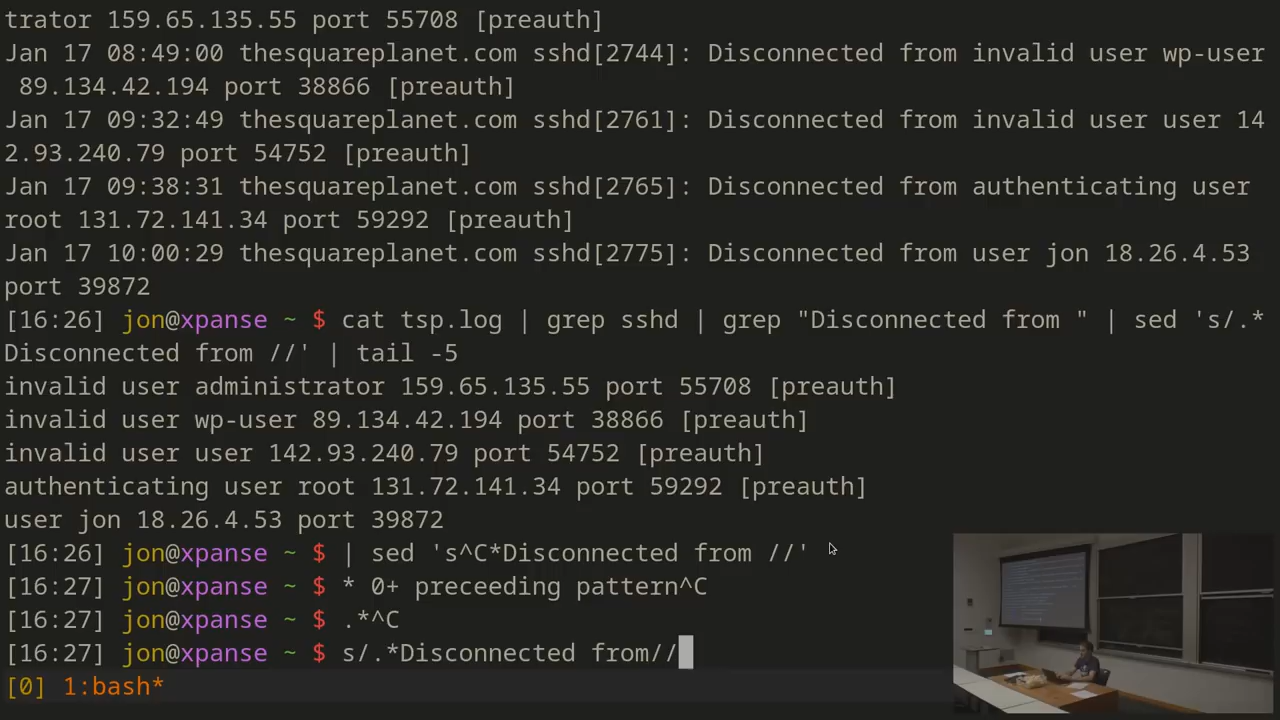 trator 159.65.135.55 port 55708 [preauth]
Jan 17 08:49:00 thesquareplanet.com sshd[2744]: Disconnected from invalid user wp-user
 89.134.42.194 port 38866 [preauth]
Jan 17 09:32:49 thesquareplanet.com sshd[2761]: Disconnected from invalid user user 14
2.93.240.79 port 54752 [preauth]
Jan 17 09:38:31 thesquareplanet.com sshd[2765]: Disconnected from authenticating user
root 131.72.141.34 port 59292 [preauth]
Jan 17 10:00:29 thesquareplanet.com sshd[2775]: Disconnected from user jon 18.26.4.53
port 39872
[16:26] jon@xpanse ~ $ cat tsp.log | grep sshd | grep "Disconnected from " | sed 's/.*
Disconnected from //' | tail -5
invalid user administrator 159.65.135.55 port 55708 [preauth]
invalid user wp-user 89.134.42.194 port 38866 [preauth]
invalid user user 142.93.240.79 port 54752 [preauth]
authenticating user root 131.72.141.34 port 59292 [preauth]
user jon 18.26.4.53 port 39872
[16:26] jon@xpanse ~ $ | sed 's^C*Disconnected from //'
[16:27] jon@xpanse ~ $ * 0+ preceeding pattern^C
[16:27] jon@xpanse ~ $ .*^C
[16:27] jon@xpanse ~ $ s/.*Disconnected from//
[0] 1:bash*